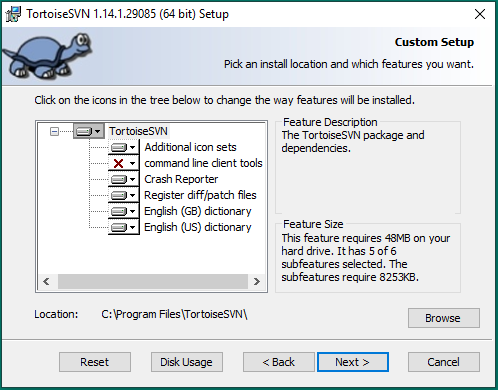 TortoiseSVN 1.14.1.29085 (64 bit) Setup
Custom Setup
Pick an install location and which features you want.
Click on the icons in the tree below to change the way features will be installed.
TortoiseSVN
Additional icon sets
command line client tools
Crash Reporter
Register diff/patch files
English (GB) dictionary
English (US) dictionary
Feature Description
The TortoiseSVN package and
dependencies.
Feature Size
This feature requires 48MB on your
hard drive. It has 5 of 6
subfeatures selected. The
subfeatures require 8253KB.
Location: C:\Program Files\TortoiseSVN\
Browse
Reset Disk Usage < Back Next > Cancel